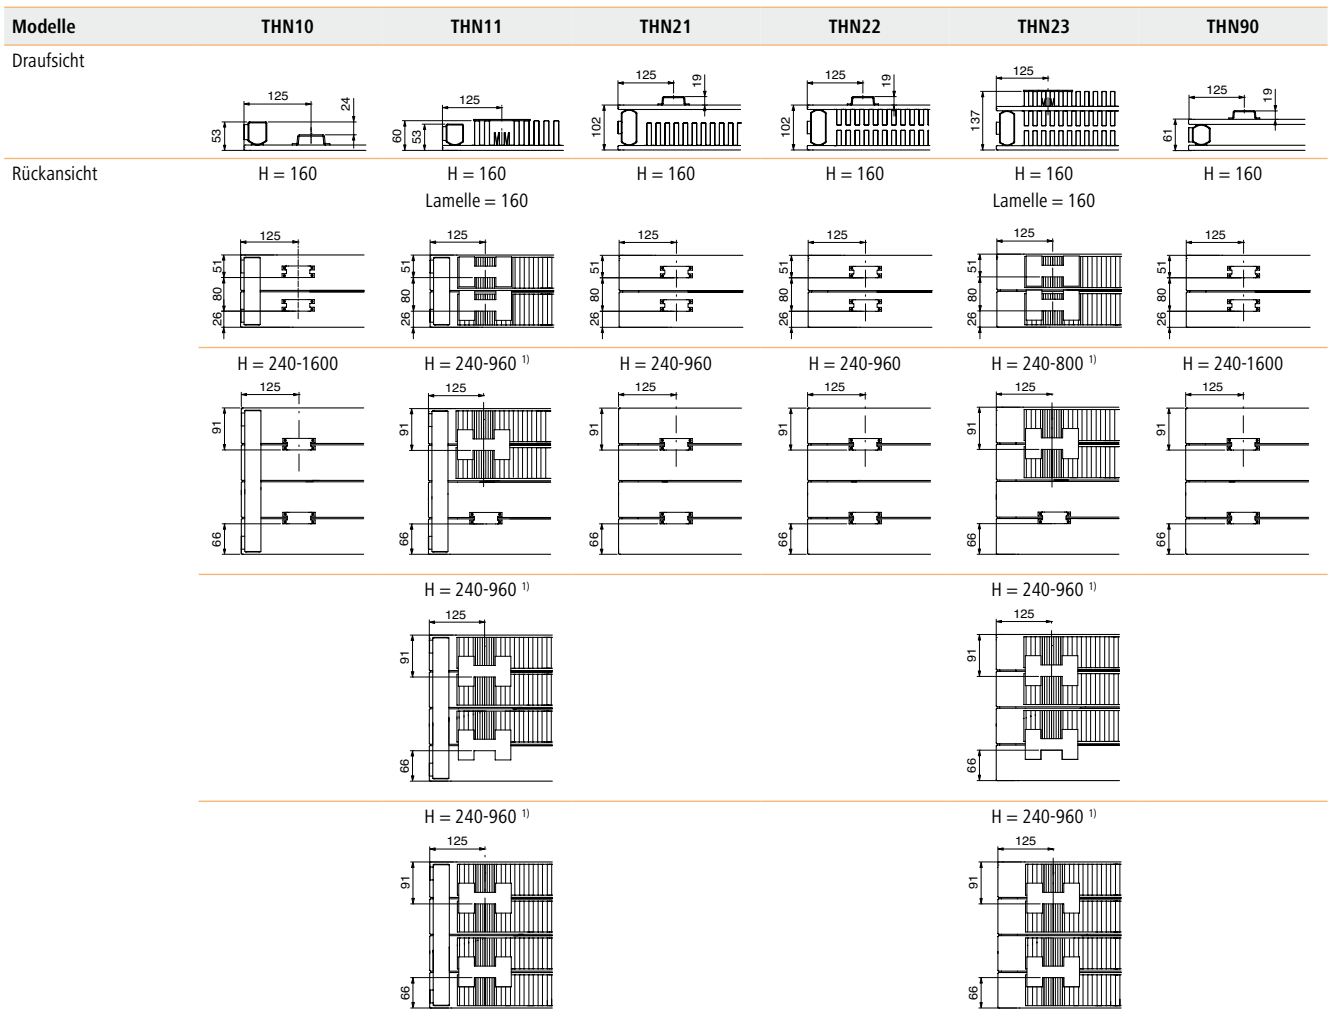 Modelle THN10 THN11 THN21 THN22 THN23 THN90
Draufsicht
125 24 53
125 60 53
125 19 102
125 19 102
125 137
125 19 61
Rückansicht H = 160 H = 160 H = 160 H = 160 H = 160 H = 160
Lamelle = 160 Lamelle = 160
125 125 125 125 125 125
51 51 51 51 51 51
80 80 80 80 80 80
26 26 26 26 26 26
H = 240-1600 H = 240-960 1) H = 240-960 H = 240-960 H = 240-800 1) H = 240-1600
125 125 125 125 125 125
91 91 91 91 91 91
66 66 66 66 66 66
H = 240-960 1) H = 240-960 1)
125 125
91 91
66 66
H = 240-960 1) H = 240-960 1)
125 125
91 91
66 66